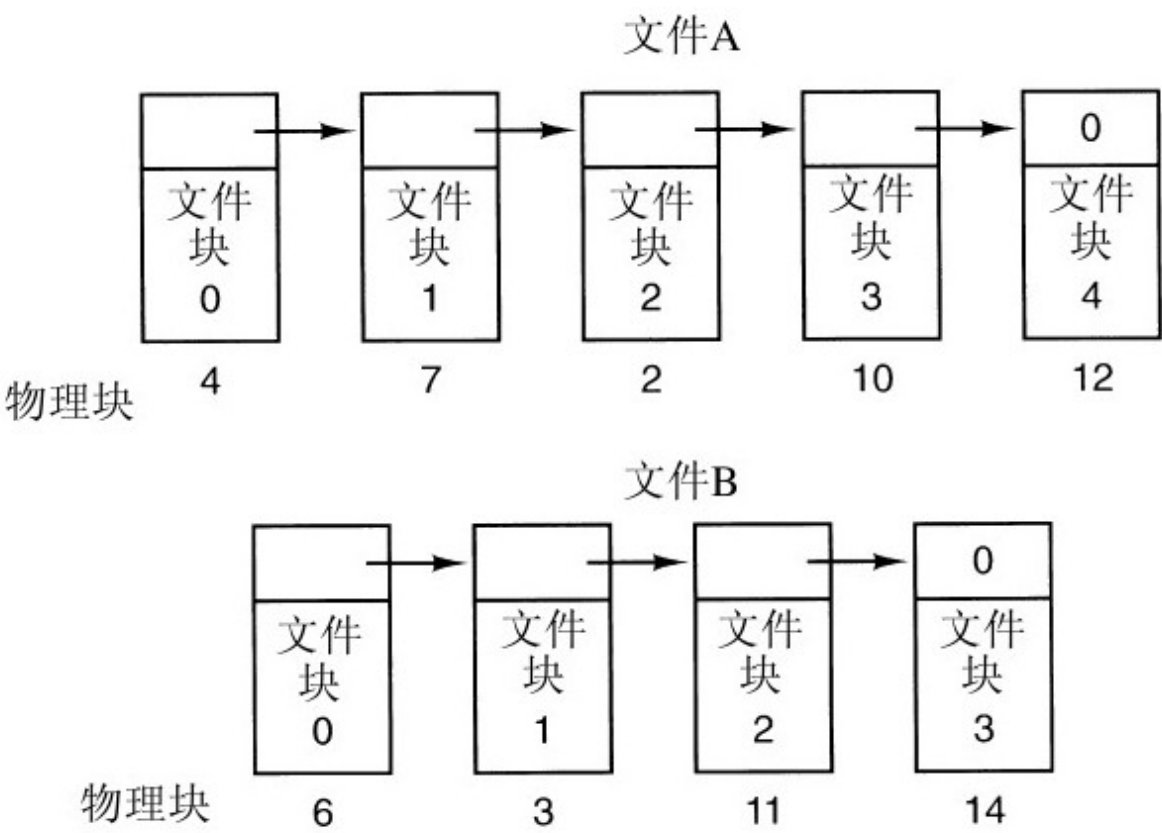 文件A
0
文件 文件 文件 文件 文件
块 块 块 块 块
0 1 2 3 4
物理块 4 7 2 10 12
文件B
0
文件 文件 文件 文件
块 块 块 块
0 1 2 3
物理块 6 3 11 14